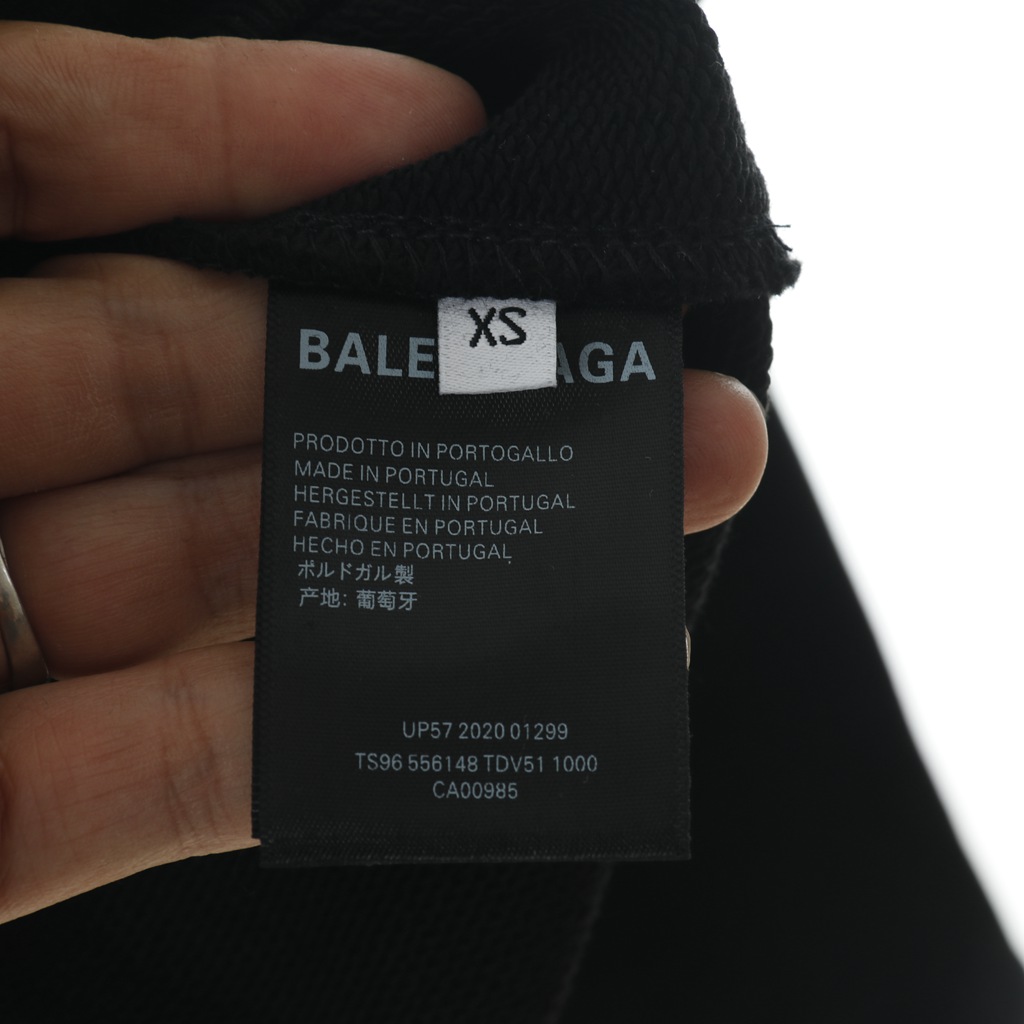 XS
BALE AGA
PRODOTTO IN PORTOGALLO
MADE IN PORTUGAL
HERGESTELLT IN PORTUGAL
FABRIQUE EN PORTUGAL
HECHO EN PORTUGAL
ポルドガル製
产地: 葡萄牙
UP57 2020 01299
TS96 556148 TDV51 1000
CA00985